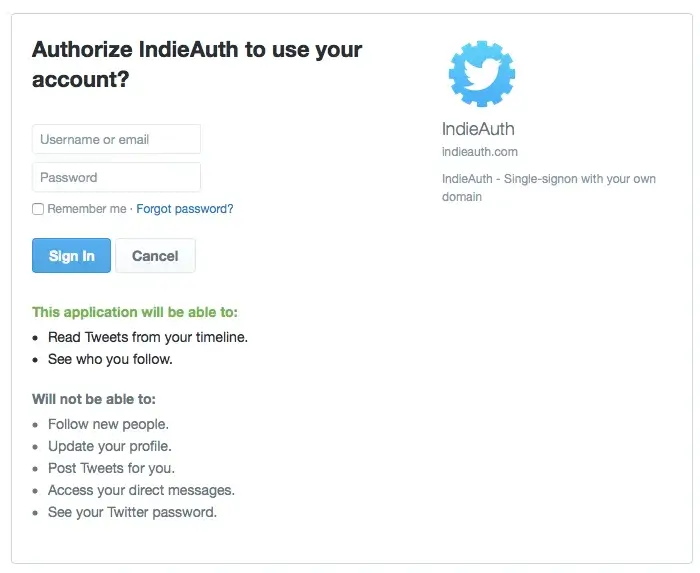 Authorize IndieAuth to use your
account?
Username or email
Password
Remember me · Forgot password?
Sign In Cancel
This application will be able to:
• Read Tweets from your timeline.
• See who you follow.
Will not be able to:
• Follow new people.
• Update your profile.
• Post Tweets for you.
• Access your direct messages.
• See your Twitter password.
IndieAuth
indieauth.com
IndieAuth - Single-signon with your own
domain